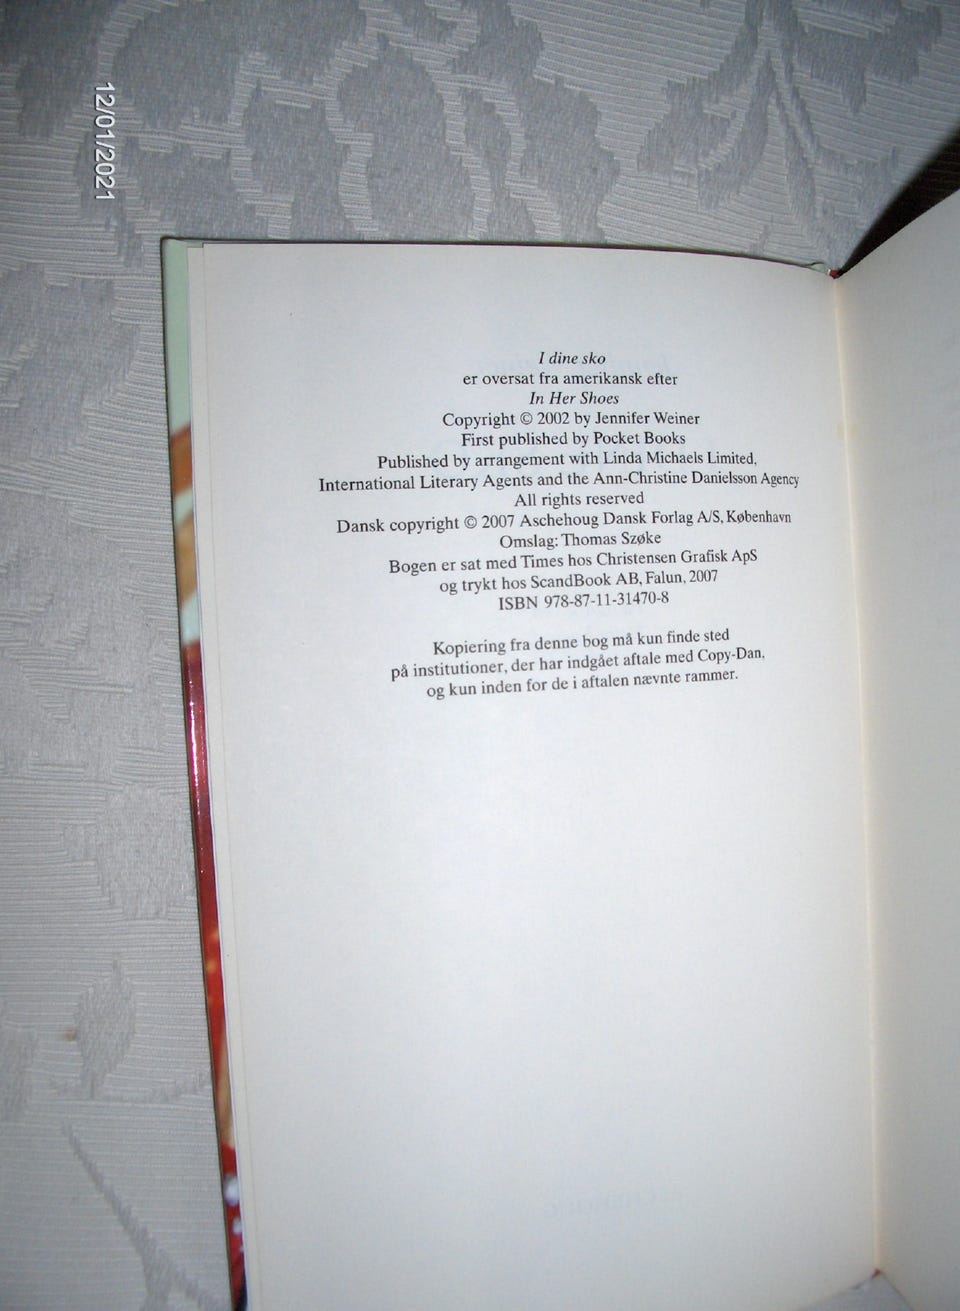 12/01/2021
I dine sko
er oversat fra amerikansk efter
In Her Shoes
Copyright © 2002 by Jennifer Weiner
First published by Pocket Books
Published by arrangement with Linda Michaels Limited,
International Literary Agents and the Ann-Christine Danielsson Agency
All rights reserved
Dansk copyright © 2007 Aschehoug Dansk Forlag A/S, København
Omslag: Thomas Szøke
Bogen er sat med Times hos Christensen Grafisk ApS
og trykt hos ScandBook AB, Falun, 2007
ISBN 978-87-11-31470-8
Kopiering fra denne bog må kun finde sted
på institutioner, der har indgået aftale med Copy-Dan,
og kun inden for de i aftalen nævnte rammer.